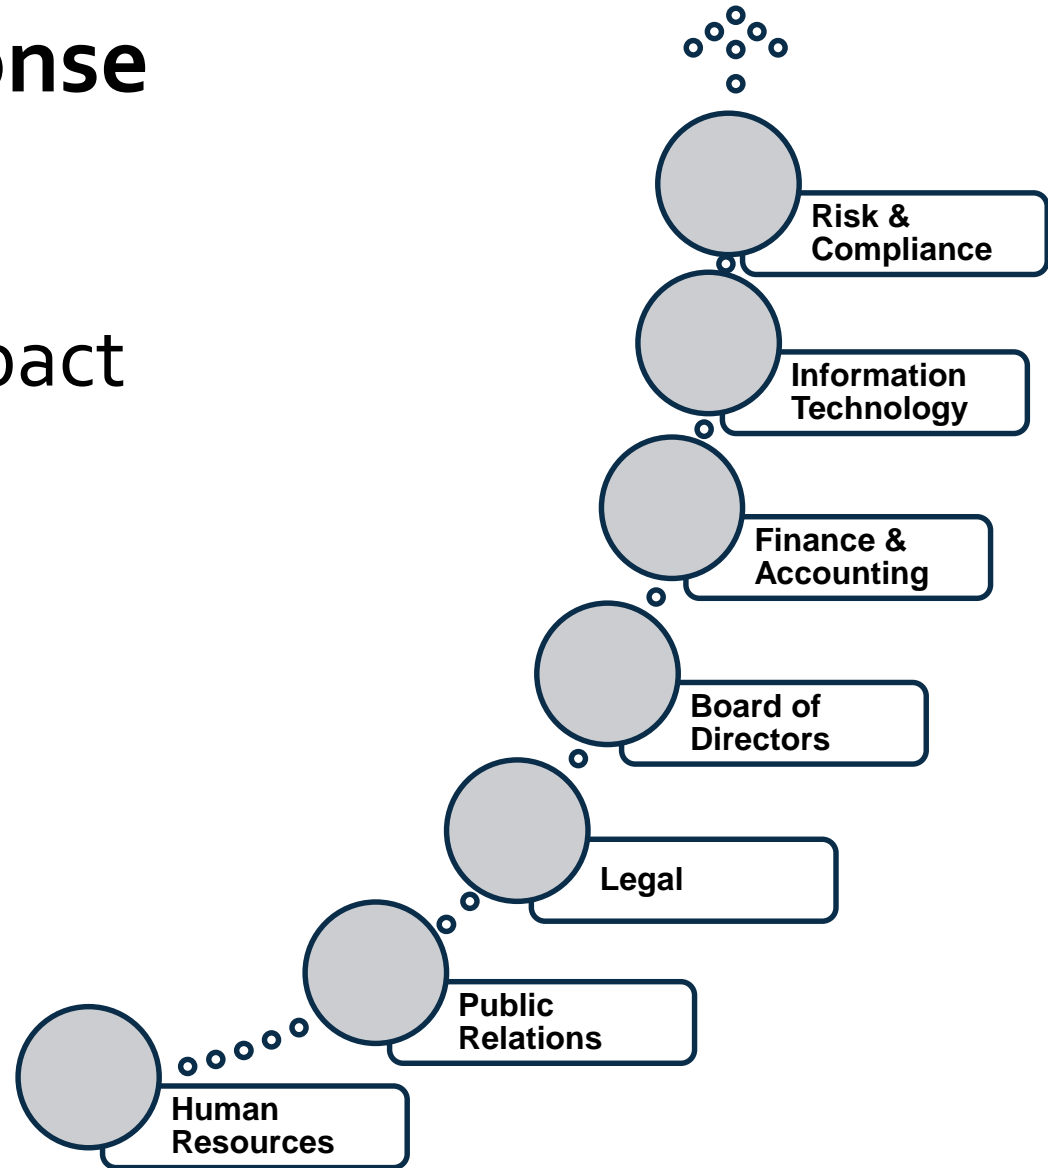 onse
pact
Risk &
Compliance
Information
Technology
Finance &
Accounting
Board of
Directors
Legal
Public
Relations
Human
Resources